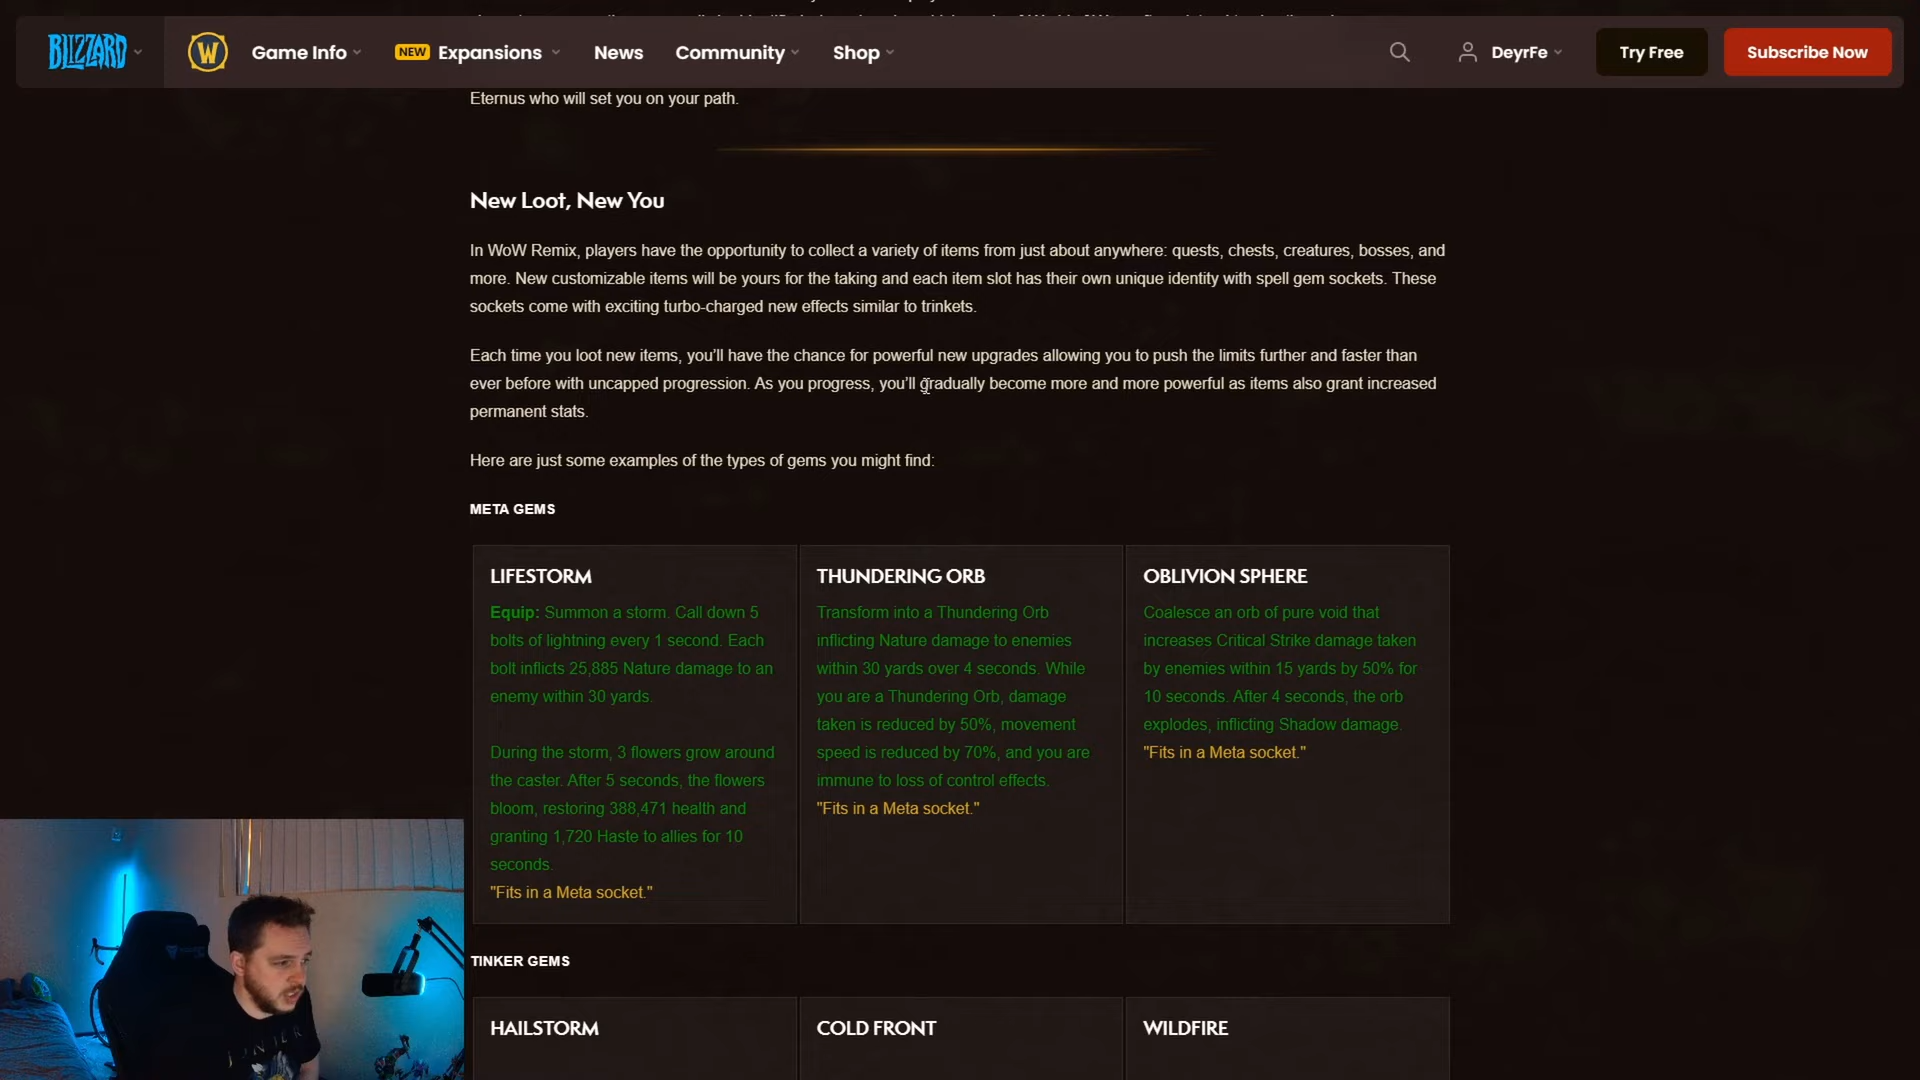 BLIZZARD
W
Game Info
NEW
Expansions
News
Community
Shop
DeyrFe
Try Free
Subscribe Now
Eternus who will set you on your path.
New Loot, New You
In WoW Remix, players have the opportunity to collect a variety of items from just about anywhere: quests, chests, creatures, bosses, and
more. New customizable items will be yours for the taking and each item slot has their own unique identity with spell gem sockets. These
sockets come with exciting turbo-charged new effects similar to trinkets.
Each time you loot new items, you’ll have the chance for powerful new upgrades allowing you to push the limits further and faster than
ever before with uncapped progression. As you progress, you’ll gradually become more and more powerful as items also grant increased
permanent stats.
Here are just some examples of the types of gems you might find:
META GEMS
LIFESTORM
Equip: Summon a storm. Call down 5
bolts of lightning every 1 second. Each
bolt inflicts 25,885 Nature damage to an
enemy within 30 yards.
During the storm, 3 flowers grow around
the caster. After 5 seconds, the flowers
bloom, restoring 388,471 health and
granting 1,720 Haste to allies for 10
seconds.
"Fits in a Meta socket."
THUNDERING ORB
Transform into a Thundering Orb
inflicting Nature damage to enemies
within 30 yards over 4 seconds. While
you are a Thundering Orb, damage
taken is reduced by 50%, movement
speed is reduced by 70%, and you are
immune to loss of control effects.
"Fits in a Meta socket."
OBLIVION SPHERE
Coalesce an orb of pure void that
increases Critical Strike damage taken
by enemies within 15 yards by 50% for
10 seconds. After 4 seconds, the orb
explodes, inflicting Shadow damage.
"Fits in a Meta socket."
TINKER GEMS
HAILSTORM
COLD FRONT
WILDFIRE